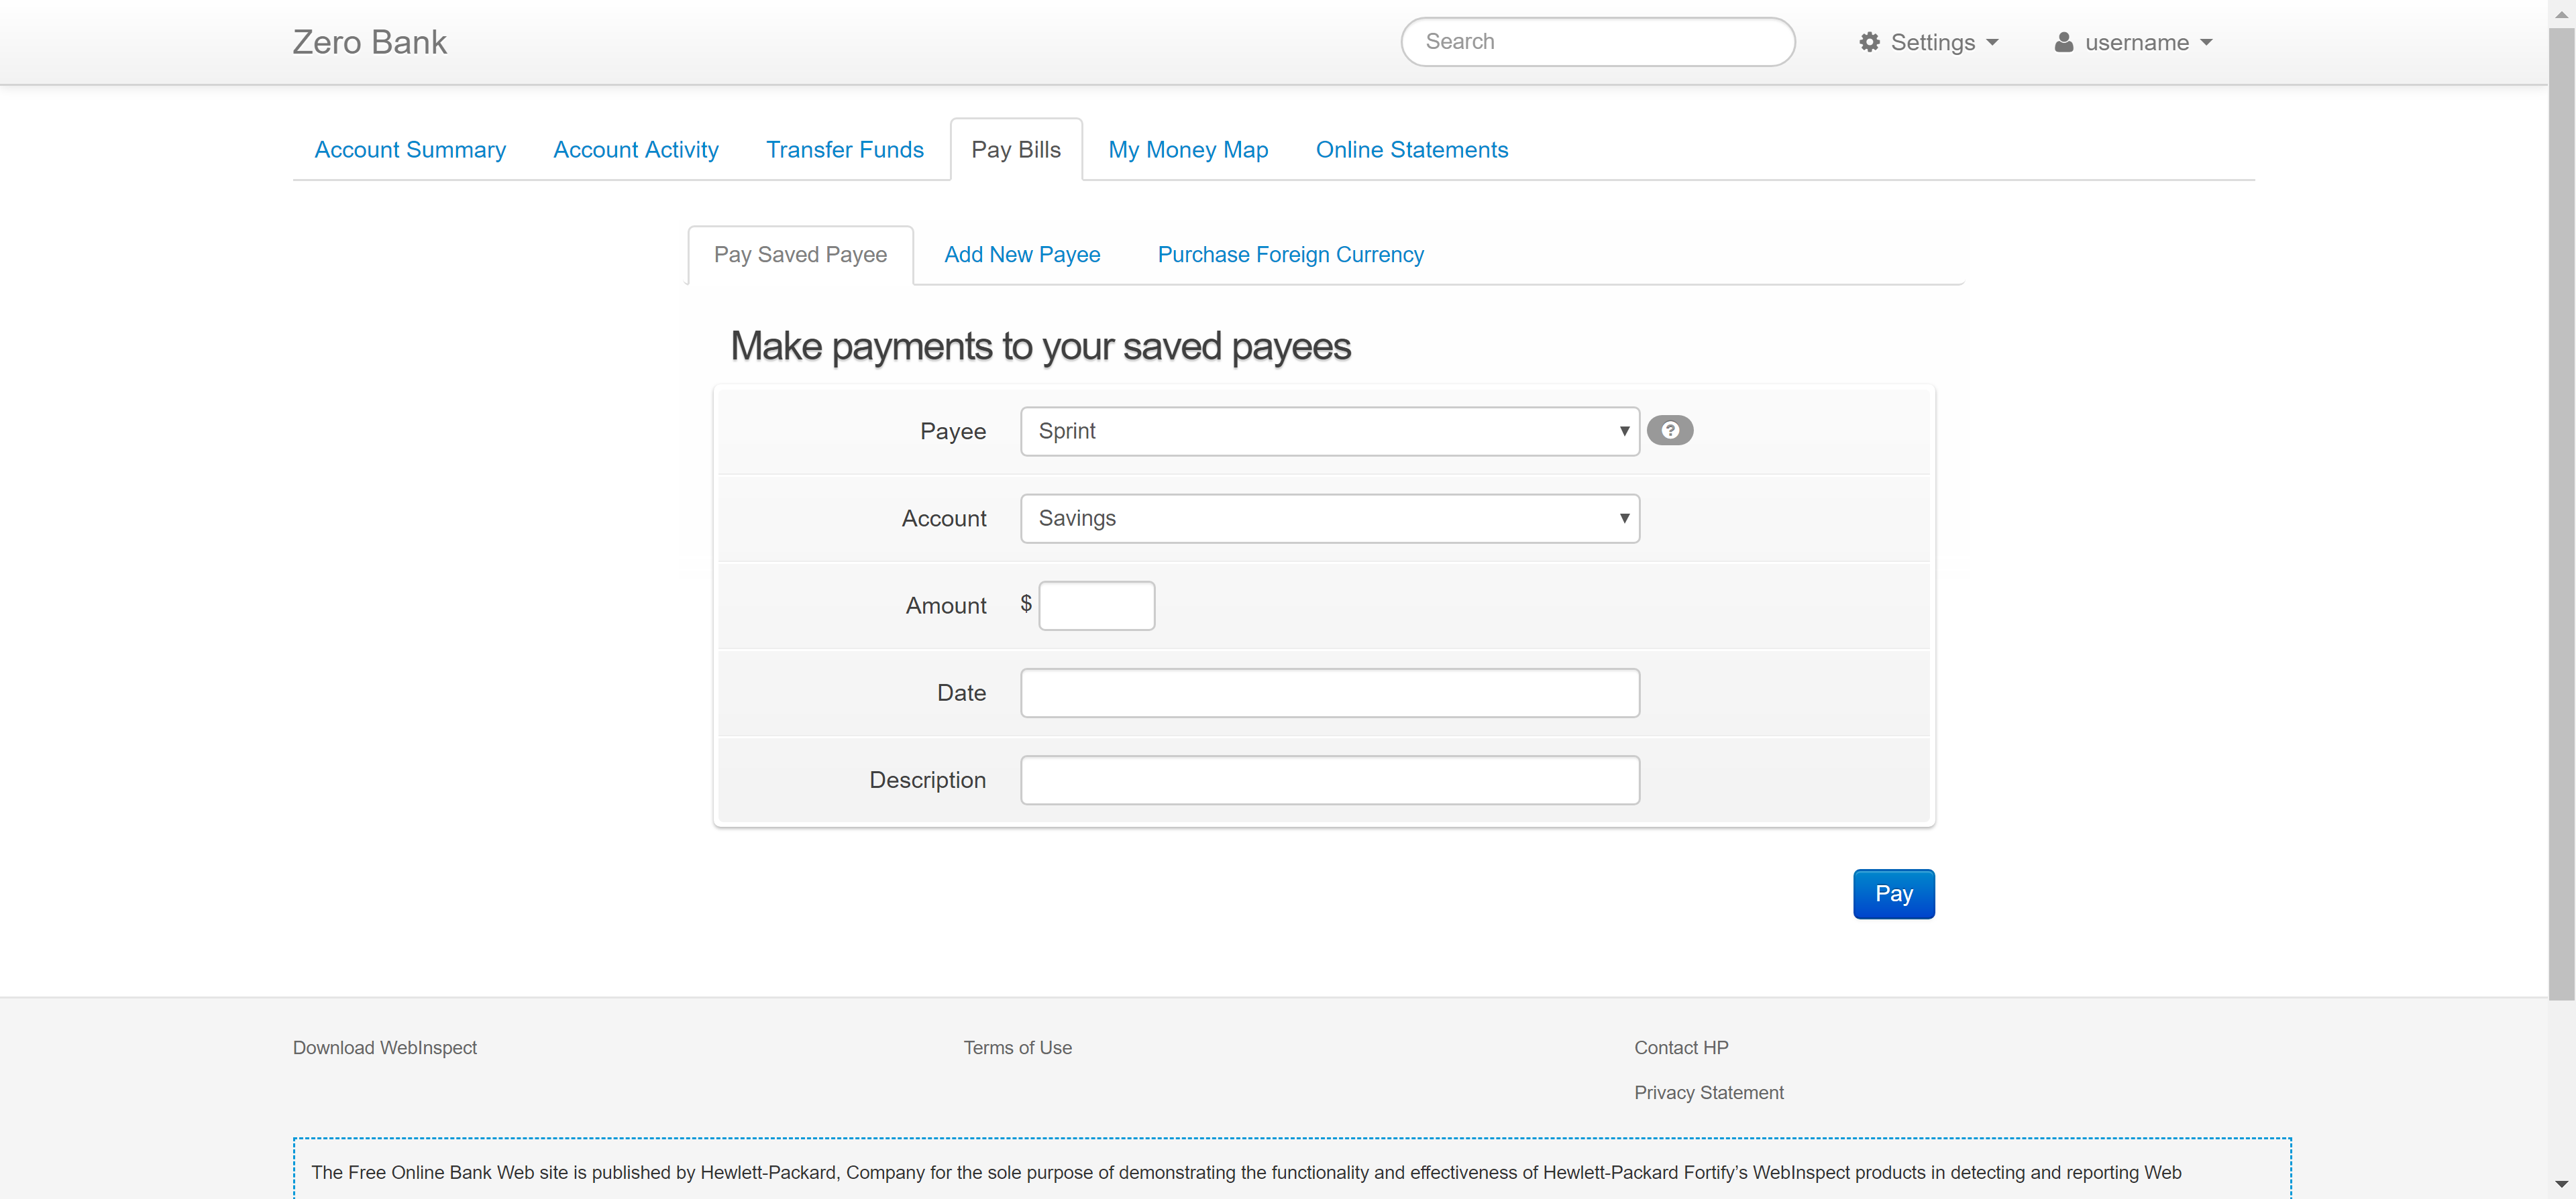 Zero Bank
Search
Settings
username
Account Summary
Account Activity
Transfer Funds
Pay Bills
My Money Map
Online Statements
Pay Saved Payee
Add New Payee
Purchase Foreign Currency
Make payments to your saved payees
Payee
Sprint
?
Account
Savings
Amount
$
Date
Description
Pay
Download WebInspect
Terms of Use
Contact HP
Privacy Statement
The Free Online Bank Web site is published by Hewlett-Packard, Company for the sole purpose of demonstrating the functionality and effectiveness of Hewlett-Packard Fortify’s WebInspect products in detecting and reporting Web